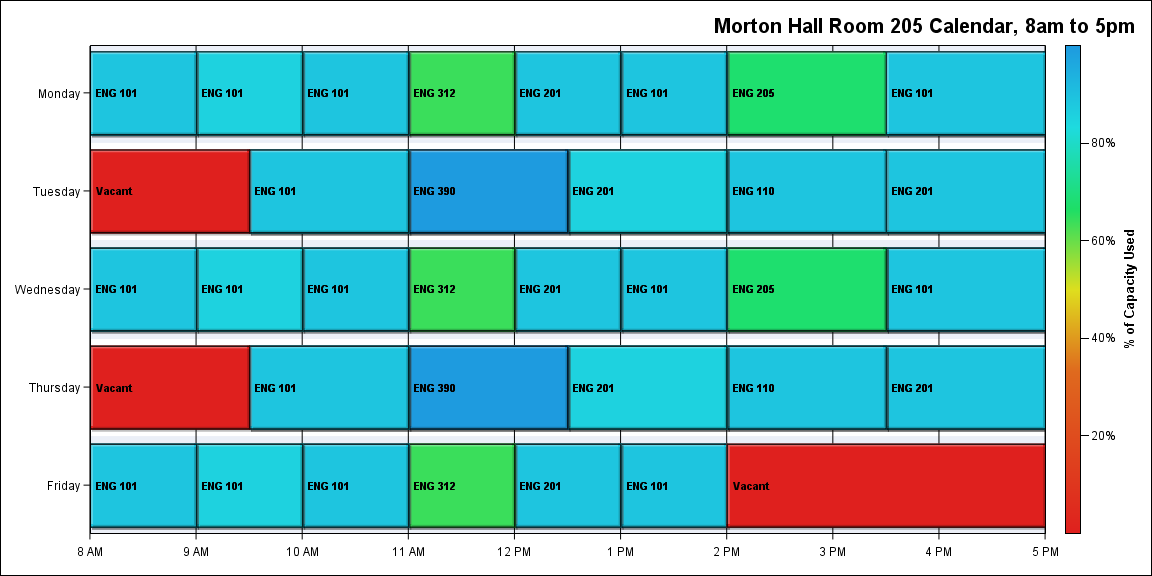 Morton Hall Room 205 Calendar, 8am to 5pm
Monday
ENG 101
ENG 101
ENG 101
ENG 312
ENG 201
ENG 101
ENG 205
ENG 101
Tuesday
Vacant
ENG 101
ENG 390
ENG 201
ENG 110
ENG 201
Wednesday
ENG 101
ENG 101
ENG 101
ENG 312
ENG 201
ENG 101
ENG 205
ENG 101
Thursday
Vacant
ENG 101
ENG 390
ENG 201
ENG 110
ENG 201
Friday
ENG 101
ENG 101
ENG 101
ENG 312
ENG 201
ENG 101
Vacant
8 AM
9 AM
10 AM
11 AM
12 PM
1 PM
2 PM
3 PM
4 PM
5 PM
80%
60%
40%
20%
% of Capacity Used